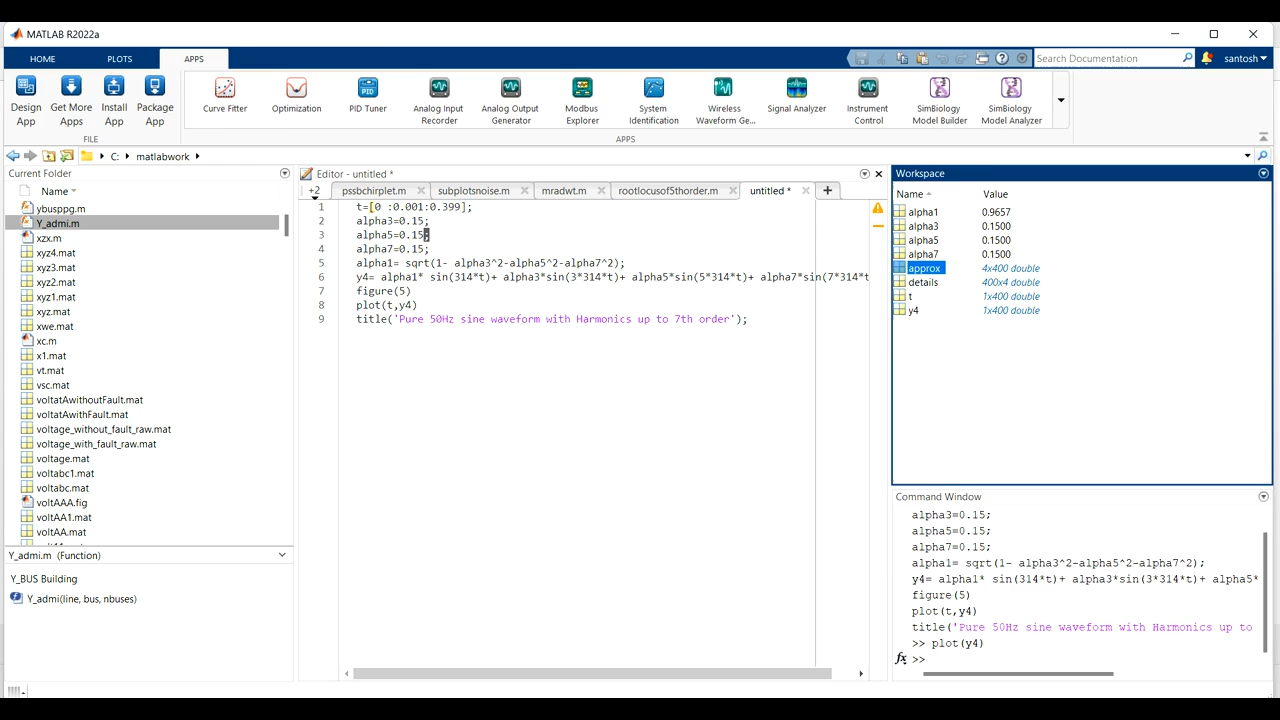 MATLAB R2022a
HOME PLOTS APPS
Search Documentation
santosh
Design App
Get More Apps
Install App
Package App
Curve Fitter
Optimization
PID Tuner
Analog Input Recorder
Analog Output Generator
Modbus Explorer
System Identification
Wireless Waveform Ge...
Signal Analyzer
Instrument Control
SimBiology Model Builder
SimBiology Model Analyzer
FILE
APPS
C: matlabwork
Current Folder
Name
ybusppg.m
Y_admi.m
xzx.m
xyz4.mat
xyz3.mat
xyz2.mat
xyz1.mat
xyz.mat
xwe.mat
xc.m
x1.mat
vt.mat
vsc.mat
voltatAwithoutFault.mat
voltatAwithFault.mat
voltage_without_fault_raw.mat
voltage_with_fault_raw.mat
voltage.mat
voltabc1.mat
voltabc.mat
voltAAA.fig
voltAA1.mat
voltAA.mat
Y_admi.m (Function)
Y_BUS Building
Y_admi(line, bus, nbuses)
Editor - untitled *
+2 pssbchirplet.m subplotsnoise.m mradwt.m rootlocusof5thorder.m untitled * +
1 t=[0 :0.001:0.399];
2 alpha3=0.15;
3 alpha5=0.15;
4 alpha7=0.15;
5 alpha1= sqrt(1- alpha3^2-alpha5^2-alpha7^2);
6 y4= alpha1* sin(314*t)+ alpha3*sin(3*314*t)+ alpha5*sin(5*314*t)+ alpha7*sin(7*314*t
7 figure(5)
8 plot(t,y4)
9 title('Pure 50Hz sine waveform with Harmonics up to 7th order');
Workspace
Name Value
alpha1 0.9657
alpha3 0.1500
alpha5 0.1500
alpha7 0.1500
approx 4x400 double
details 400x4 double
t 1x400 double
y4 1x400 double
Command Window
alpha3=0.15;
alpha5=0.15;
alpha7=0.15;
alpha1= sqrt(1- alpha3^2-alpha5^2-alpha7^2);
y4= alpha1* sin(314*t)+ alpha3*sin(3*314*t)+ alpha5*
figure(5)
plot(t,y4)
title('Pure 50Hz sine waveform with Harmonics up to
>> plot(y4)
fx >>